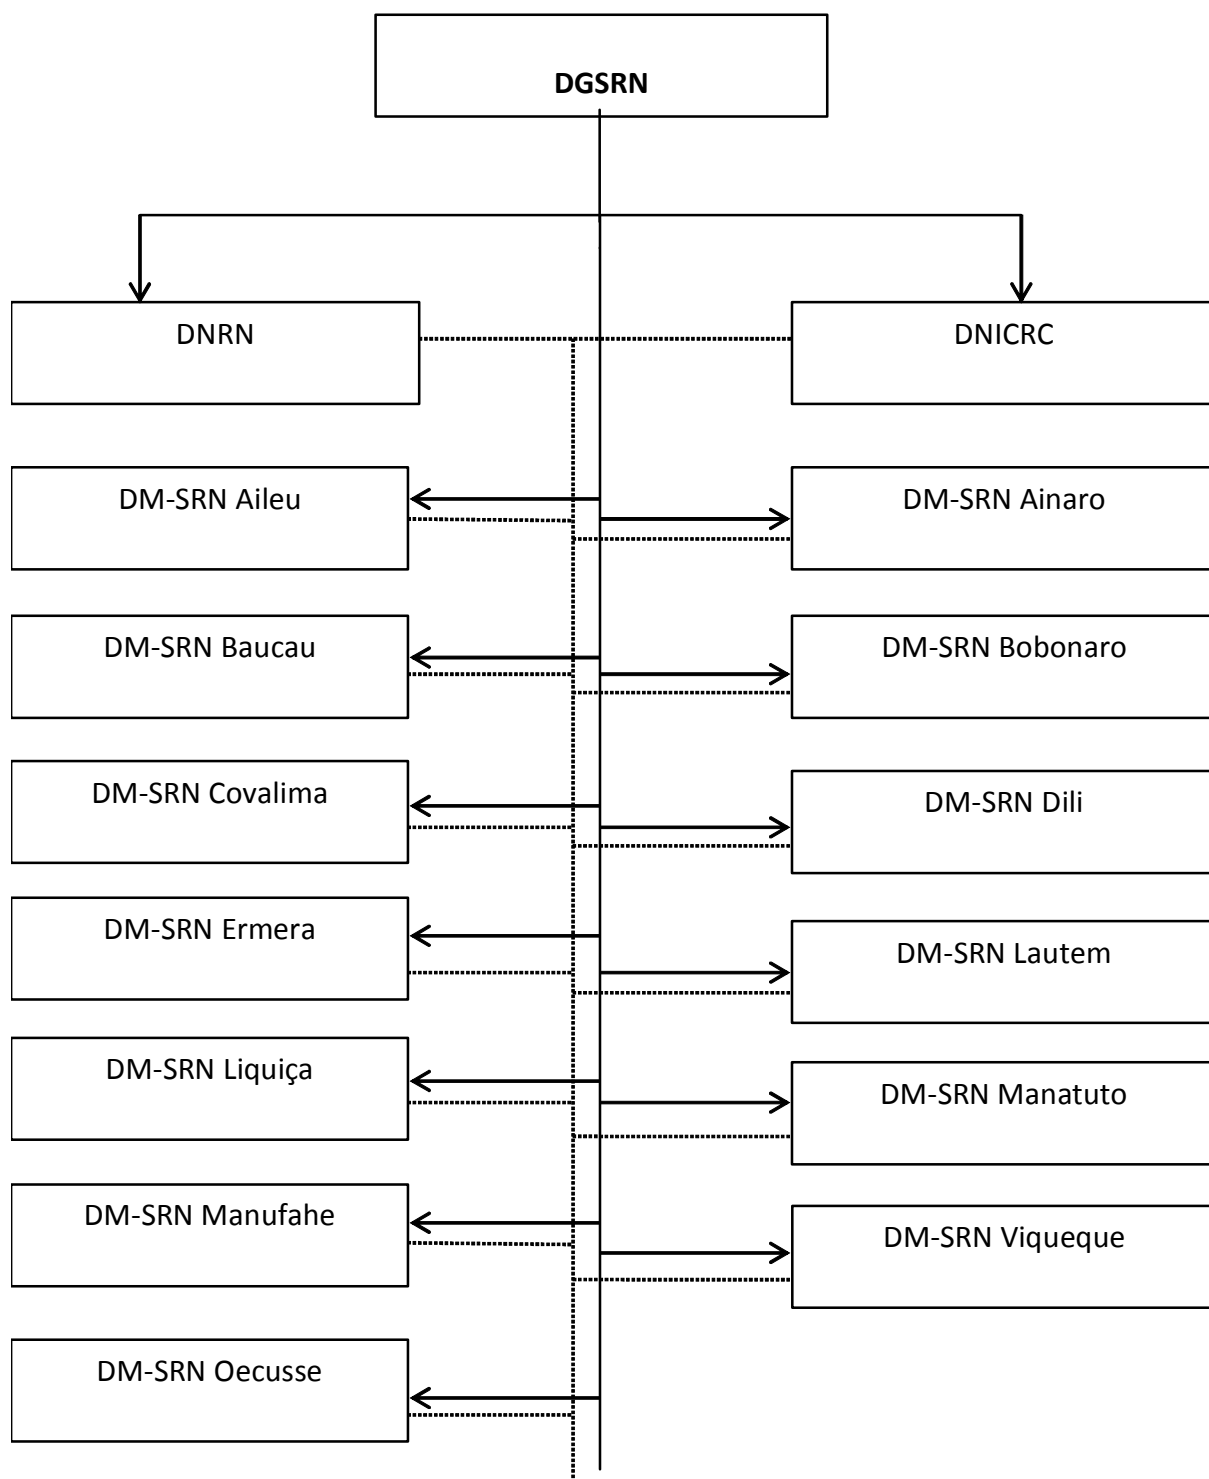 DGSRN
DNRN
DNICRC
DM-SRN Aileu
DM-SRN Ainaro
DM-SRN Baucau
DM-SRN Bobonaro
DM-SRN Covalima
DM-SRN Dili
DM-SRN Ermera
DM-SRN Lautem
DM-SRN Liquiça
DM-SRN Manatuto
DM-SRN Manufahe
DM-SRN Viqueque
DM-SRN Oecusse